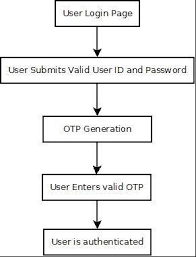 User Login Page
User Submits Valid User ID and Password
OTP Generation
User Enters valid OTP
User is authenticated